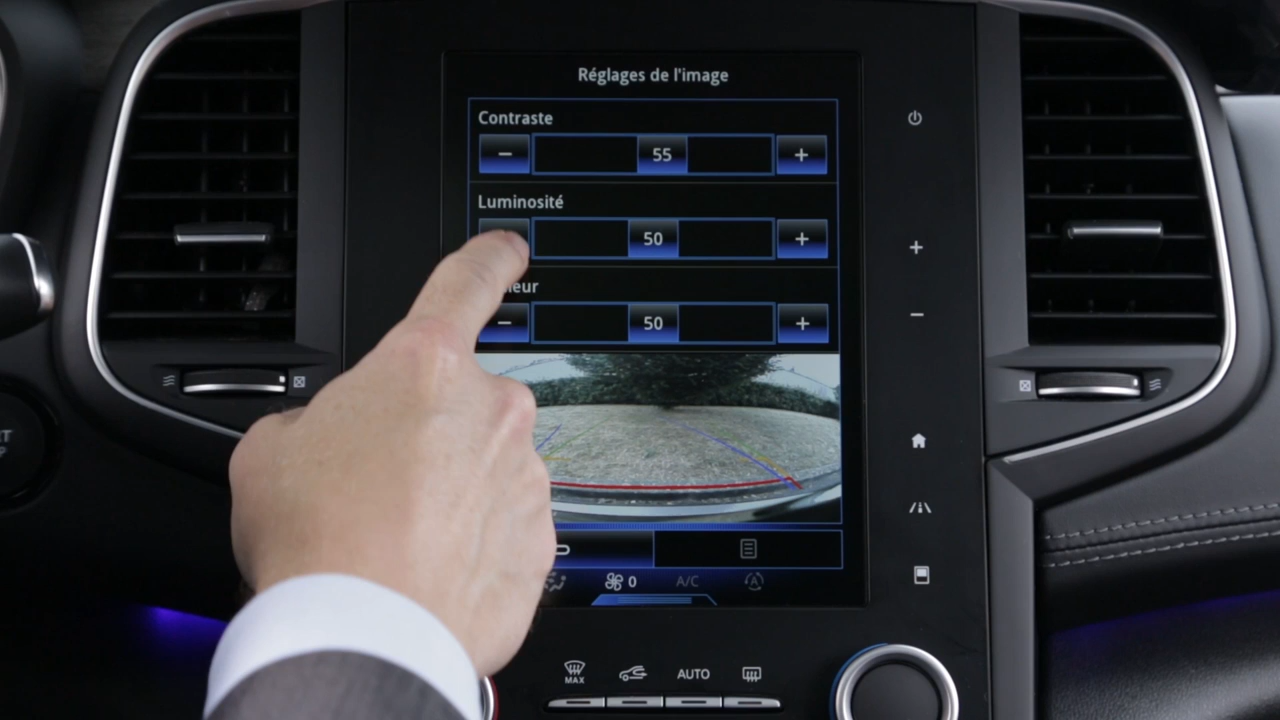 Réglages de l'image
Contraste
− 55 +
Luminosité
50 +
− 50 +
0 A/C
MAX AUTO